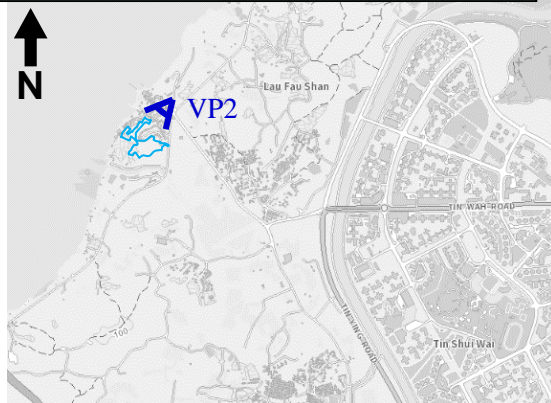 N
Lau Fau Shan
VP2
TIN WAH ROAD
100
TIN YING ROAD
Tin Shui Wai